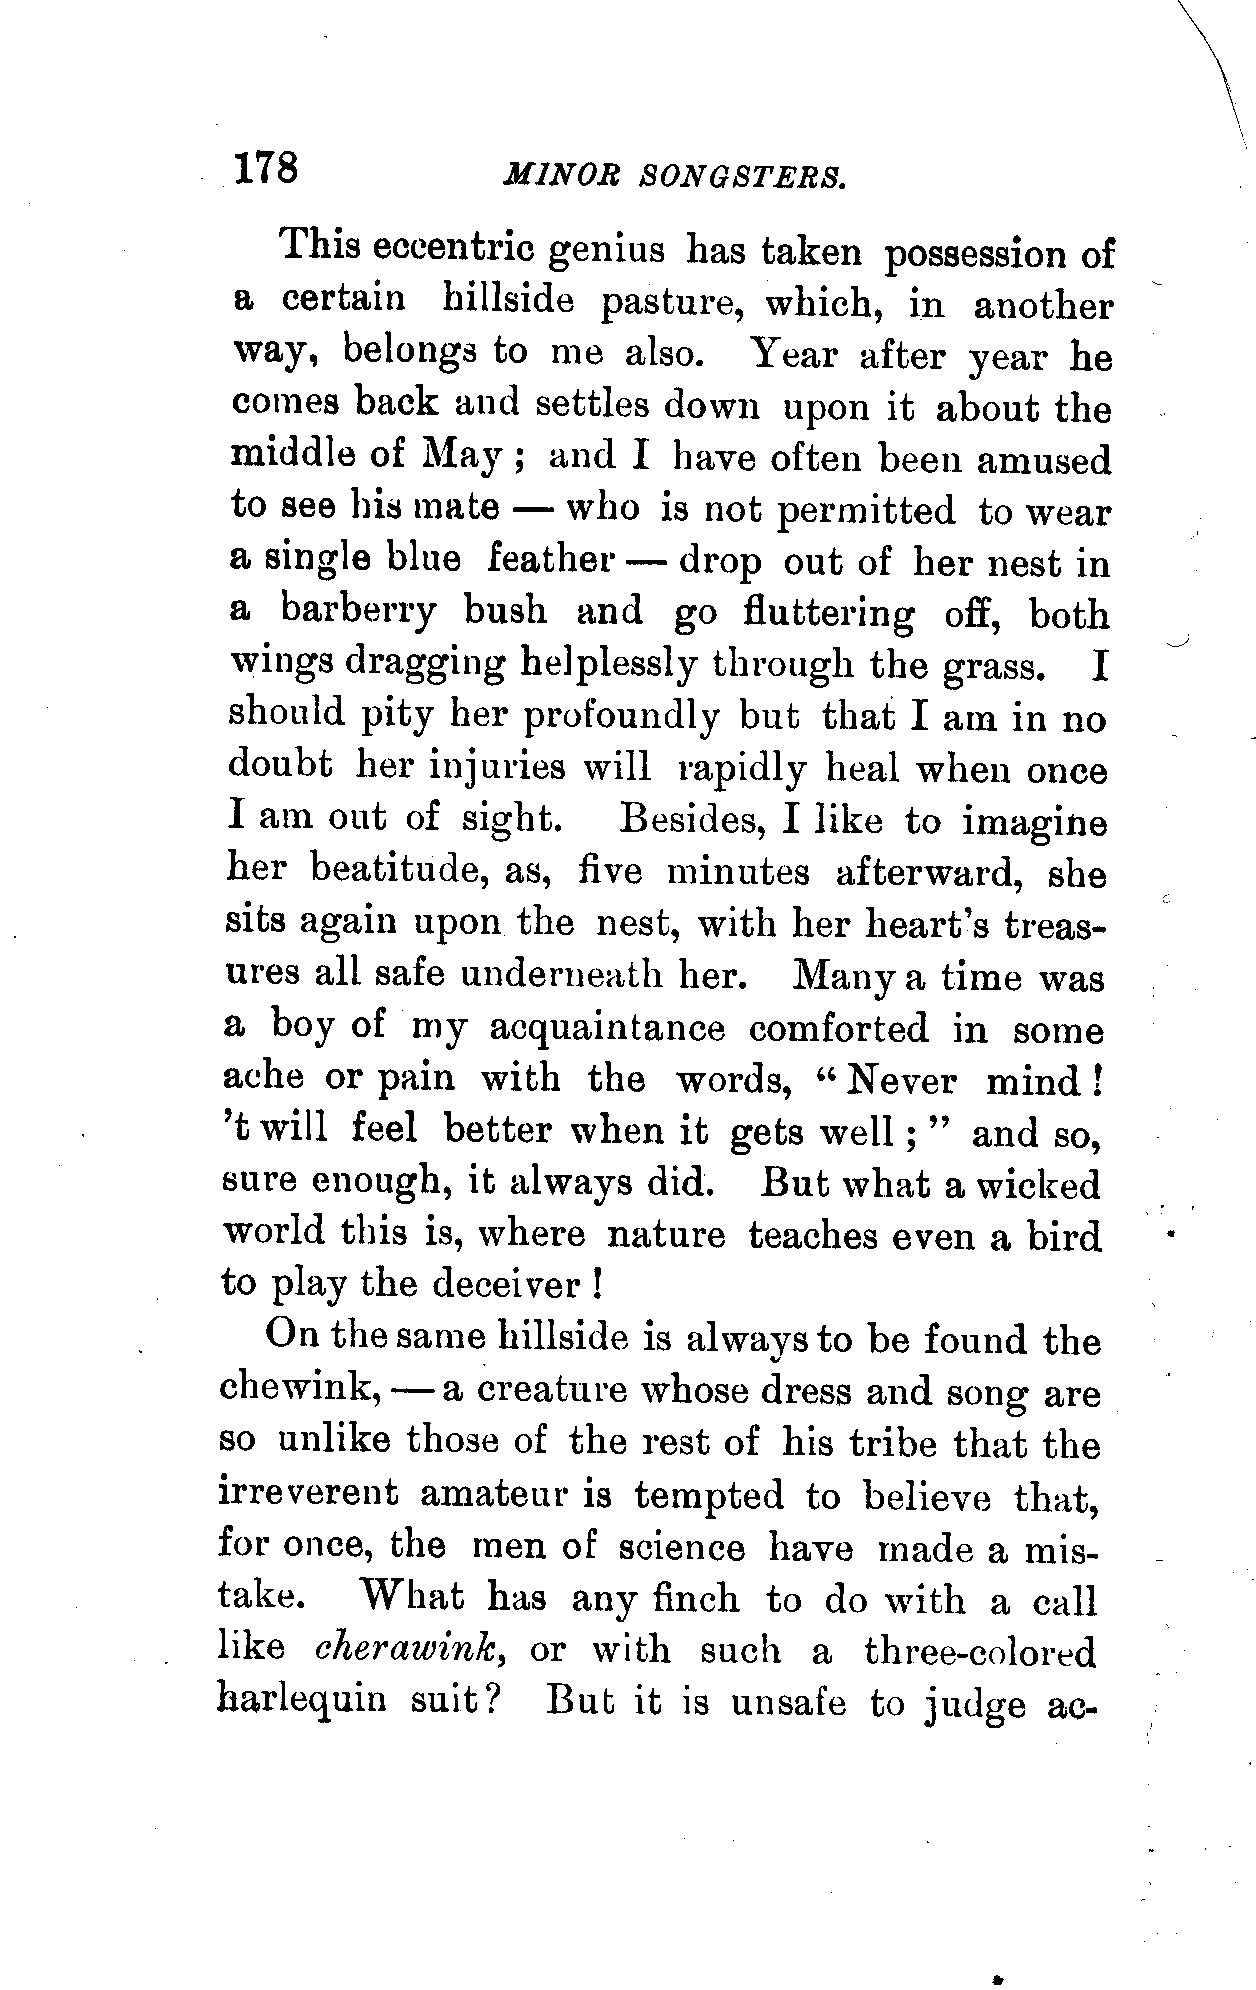 178 MINOR SONGSTERS.
This eccentric genius has taken possession of
a certain hillside pasture, which, in another
way, belongs to me also. Year after year he
comes back and settles down upon it about the
middle of May ; and I have often been amused
to see his mate — who is not permitted to wear
a single blue feather — drop out of her nest in
a barberry bush and go fluttering off, both
wings dragging helplessly through the grass. I
should pity her profoundly but that I am in no
doubt her injuries will rapidly heal when once
I am out of sight. Besides, I like to imagine
her beatitude, as, five minutes afterward, she
sits again upon the nest, with her heart's treas-
ures all safe underneath her. Many a time was
a boy of my acquaintance comforted in some
ache or pain with the words, “ Never mind !
't will feel better when it gets well ; ” and so,
sure enough, it always did. But what a wicked
world this is, where nature teaches even a bird
to play the deceiver !
On the same hillside is always to be found the
chewink, — a creature whose dress and song are
so unlike those of the rest of his tribe that the
irreverent amateur is tempted to believe that,
for once, the men of science have made a mis-
take. What has any finch to do with a call
like cherawink, or with such a three-colored
harlequin suit? But it is unsafe to judge ac-